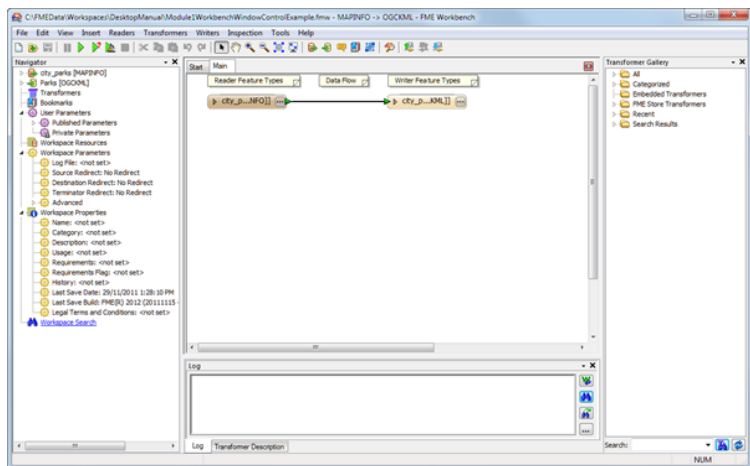 C:\FMEData\Workspaces\DesktopManual\Module1WorkbenchWindowControlExample.fmw - MAPINFO -> OGCKML - FME Workbench
File Edit View Insert Readers Transformers Writers Inspection Tools Help
Navigator
city_parks [MAPINFO]
Parks [OGCKML]
Transformers
Bookmarks
User Parameters
Published Parameters
Private Parameters
Workspace Resources
Workspace Parameters
Log File: <not set>
Source Redirect: No Redirect
Destination Redirect: No Redirect
Terminator Redirect: No Redirect
Advanced
Workspace Properties
Name: <not set>
Category: <not set>
Description: <not set>
Usage: <not set>
Requirements: <not set>
Requirements Flag: <not set>
History: <not set>
Last Save Date: 29/11/2011 1:28:10 PM
Last Save Build: FME(R) 2012 (20111115 -
Legal Terms and Conditions: <not set>
Workspace Search
Start Main
Reader Feature Types Data Flow Writer Feature Types
city_p...NFO]] city_p...KML]]
Log
Log Transformer Description
Transformer Gallery
All
Categorized
Embedded Transformers
FME Store Transformers
Recent
Search Results
Search:
NUM